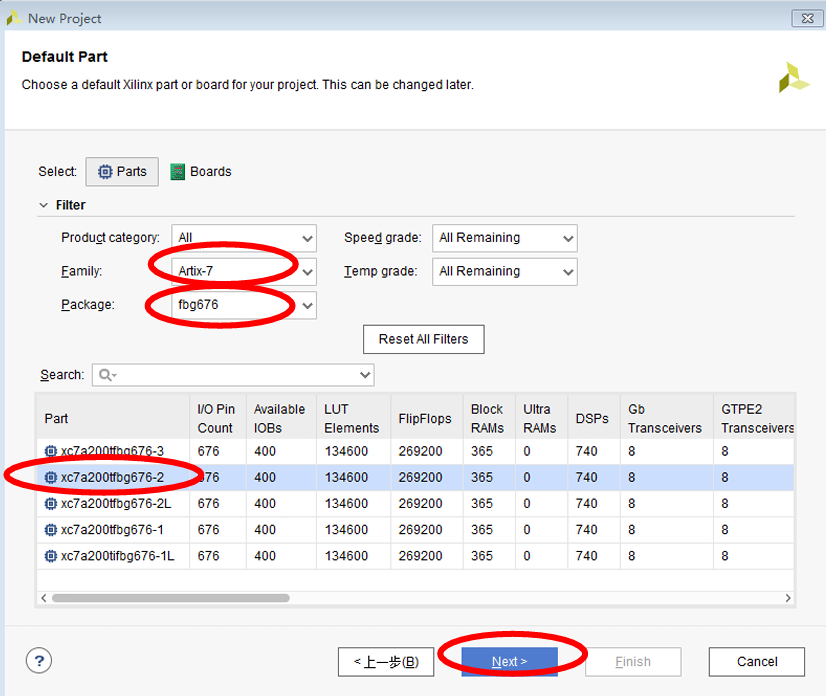 New Project
Default Part
Choose a default Xilinx part or board for your project. This can be changed later.
Select: Parts Boards
Filter
Product category: All Speed grade: All Remaining
Family: Artix-7 Temp grade: All Remaining
Package: fbg676
Reset All Filters
Search:
Part I/O Pin Count Available IOBs LUT Elements FlipFlops Block RAMs Ultra RAMs DSPs Gb Transceivers GTPE2 Transceivers
xc7a200tfbg676-3 676 400 134600 269200 365 0 740 8 8
xc7a200tfbg676-2 676 400 134600 269200 365 0 740 8 8
xc7a200tfbg676-2L 676 400 134600 269200 365 0 740 8 8
xc7a200tfbg676-1 676 400 134600 269200 365 0 740 8 8
xc7a200tifbg676-1L 676 400 134600 269200 365 0 740 8 8
? < 上一步(B) Next > Finish Cancel